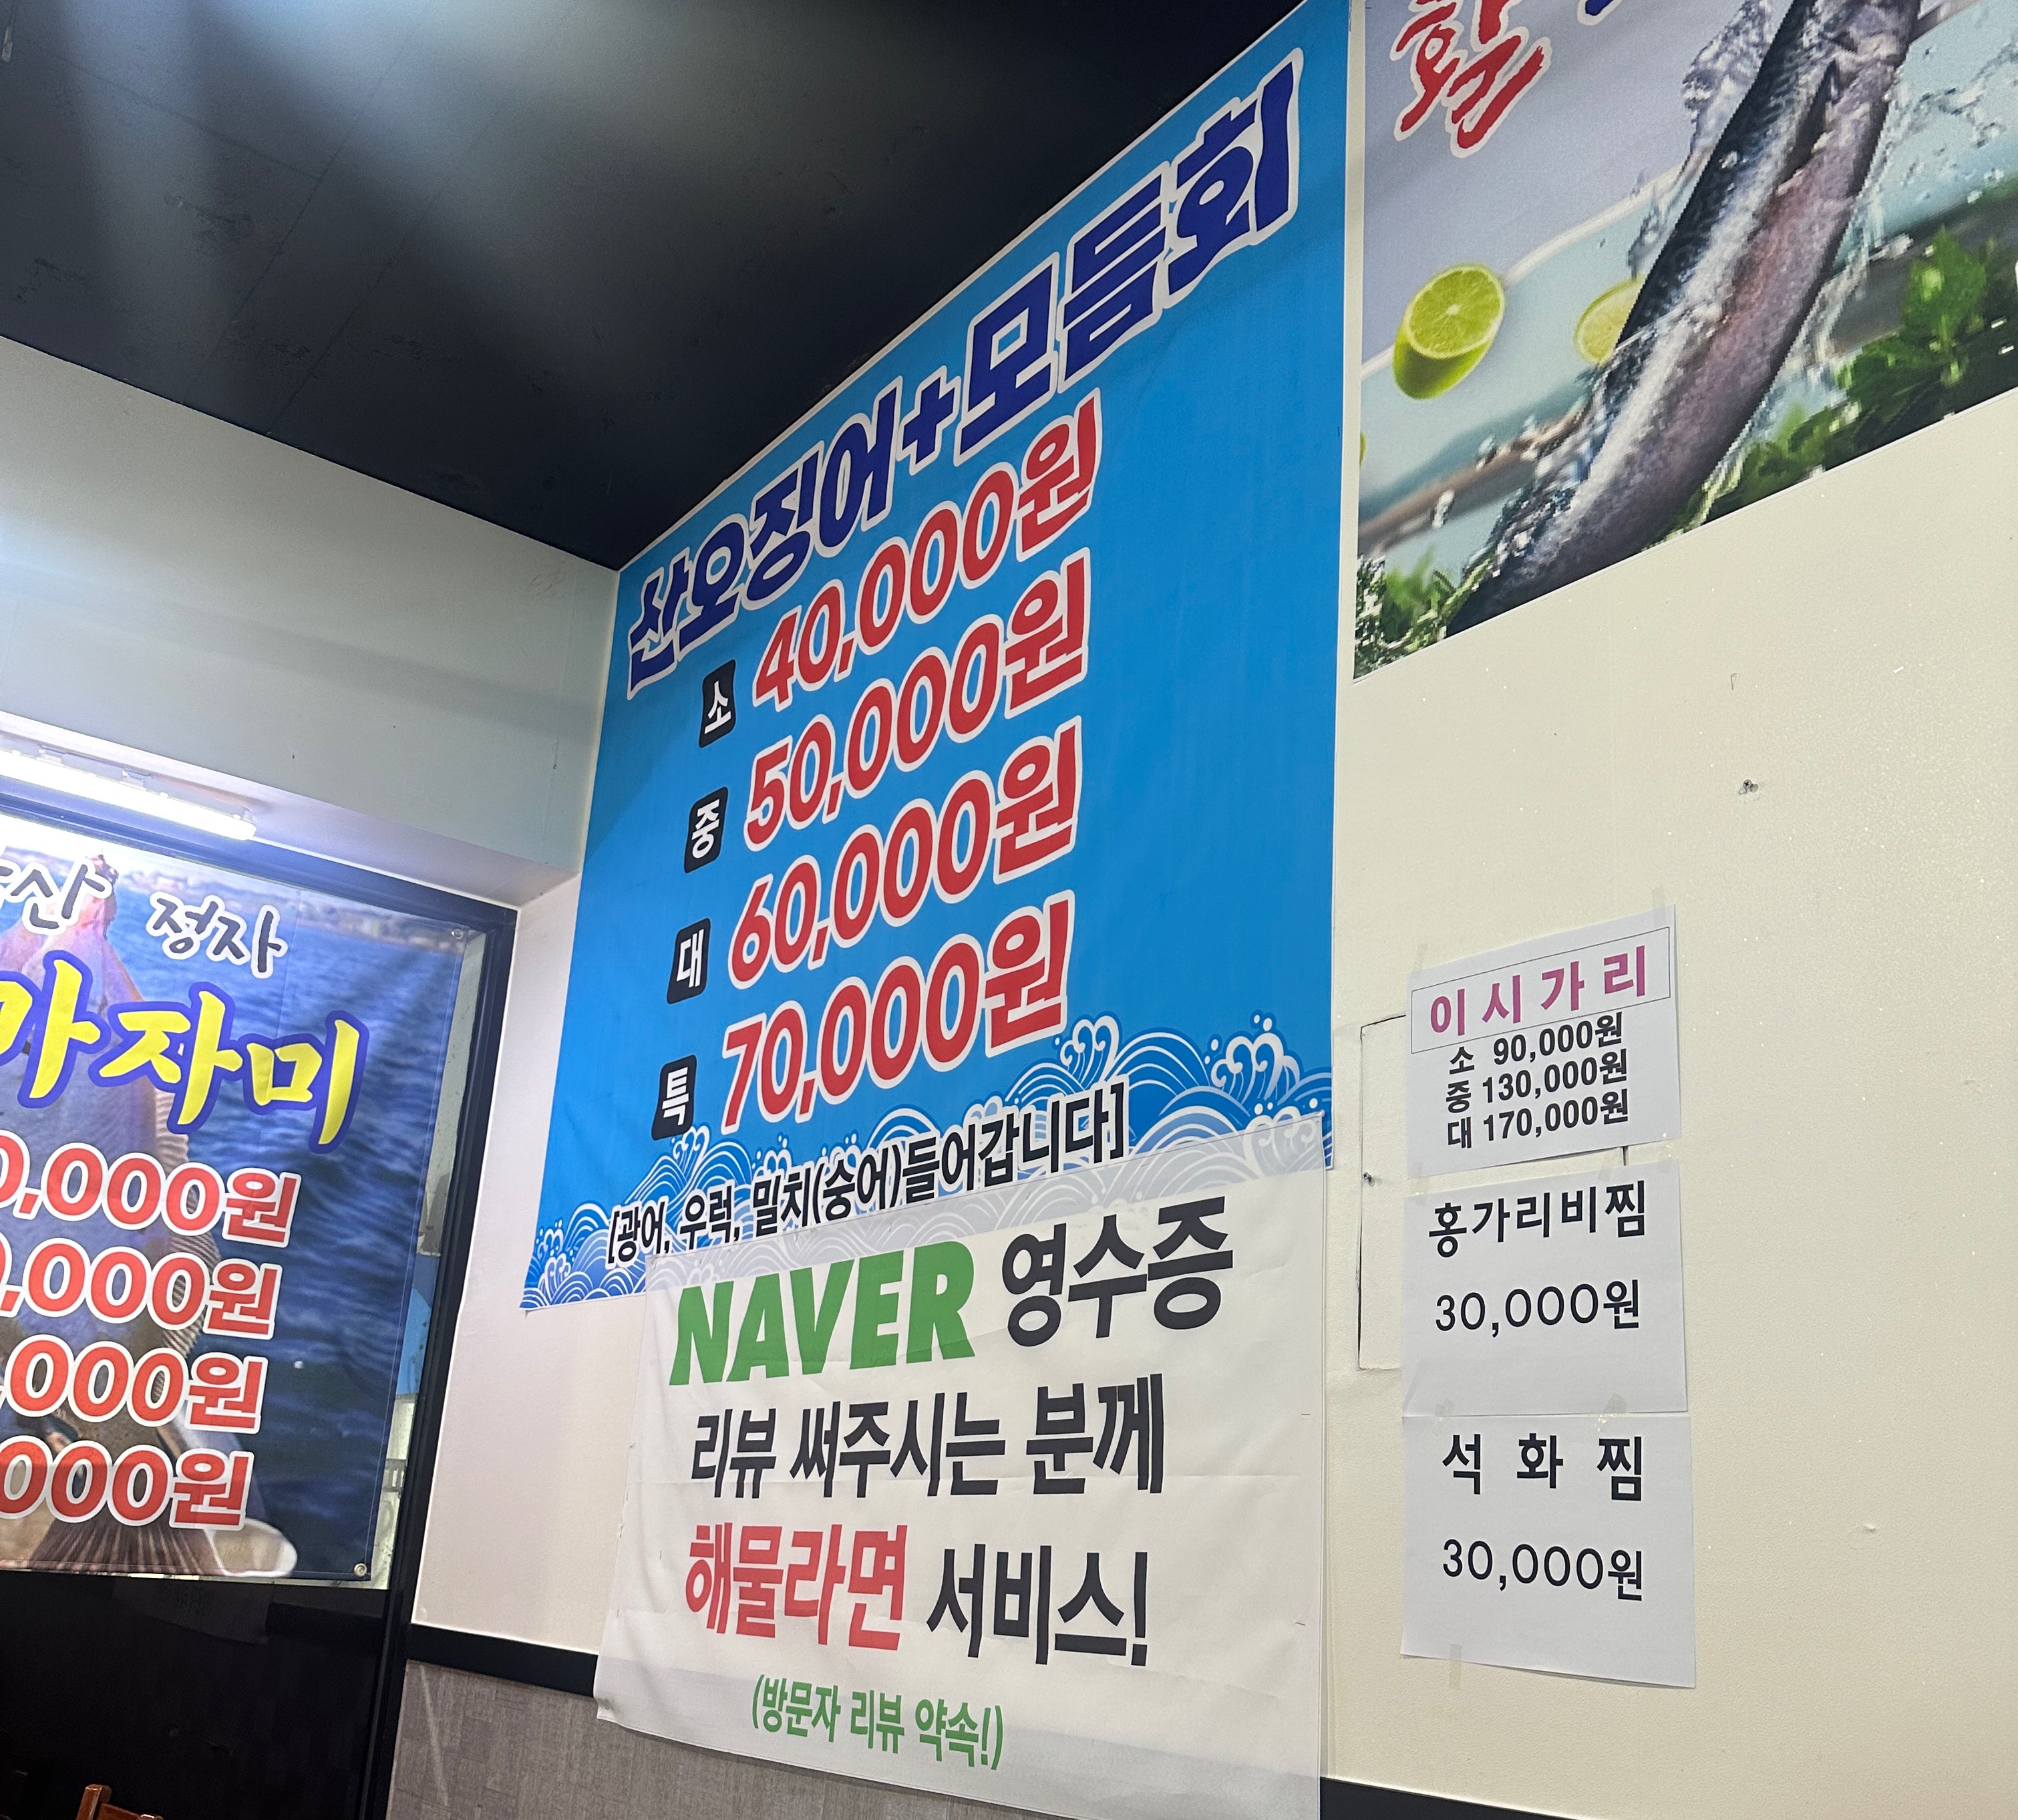 정자
가자미
000원
000원
000원
000원
산오징어+모듬회
소 40,000원
중 50,000원
대 60,000원
특 70,000원
[광어, 우럭, 밀치(숭어)들어갑니다]
NAVER 영수증
리뷰 써주시는 분께
해물라면 서비스!
(방문자 리뷰 약속!)
활
이시가리
소 90,000원
중 130,000원
대 170,000원
홍가리비찜
30,000원
석화찜
30,000원